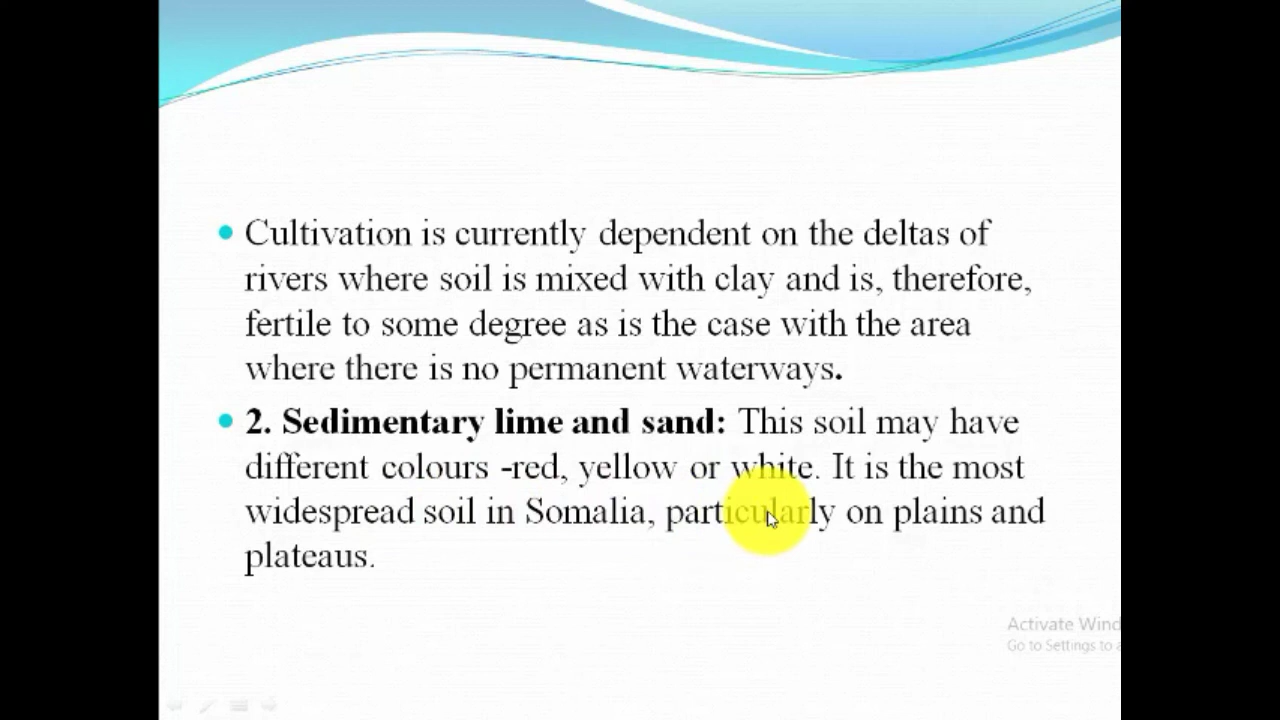 Cultivation is currently dependent on the deltas of
rivers where soil is mixed with clay and is, therefore,
fertile to some degree as is the case with the area
where there is no permanent waterways.
2. Sedimentary lime and sand: This soil may have
different colours -red, yellow or white. It is the most
widespread soil in Somalia, particularly on plains and
plateaus.
Activate Wind
Go to Settings to a